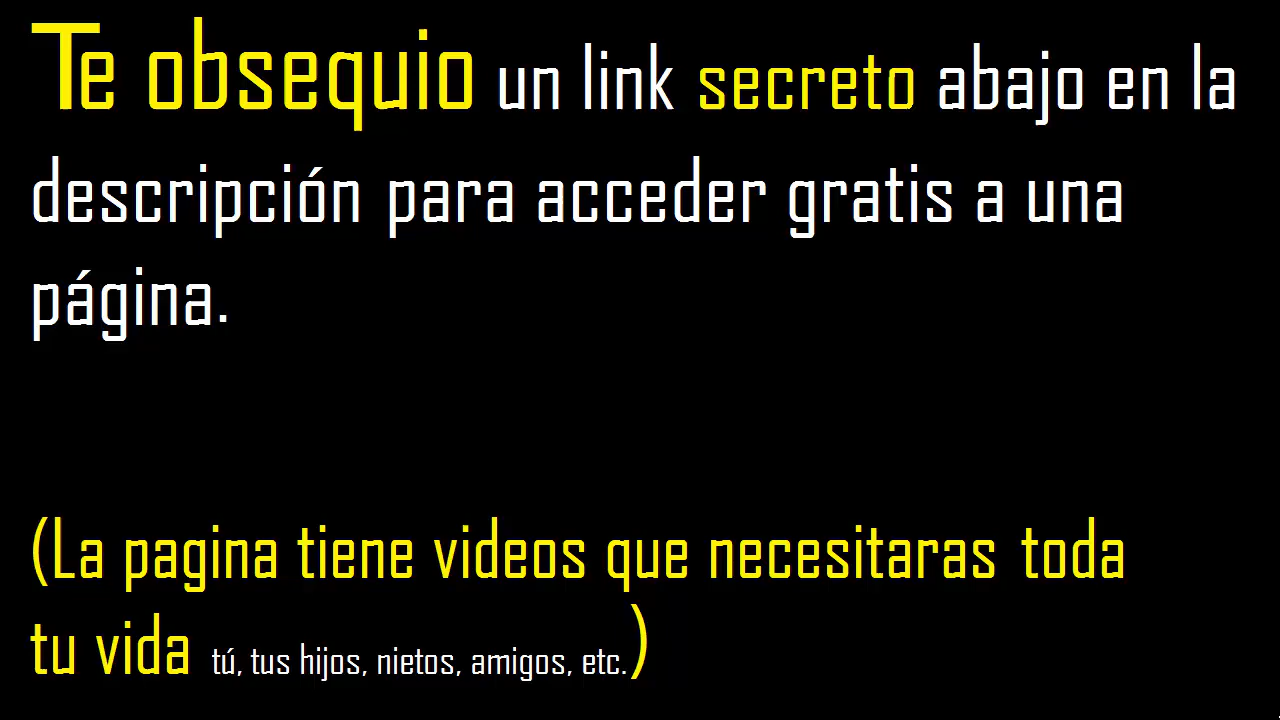 Te obsequio un link secreto abajo en la
descripción para acceder gratis a una
página.
(La pagina tiene videos que necesitaras toda
tu vida tú, tus hijos, nietos, amigos, etc.)